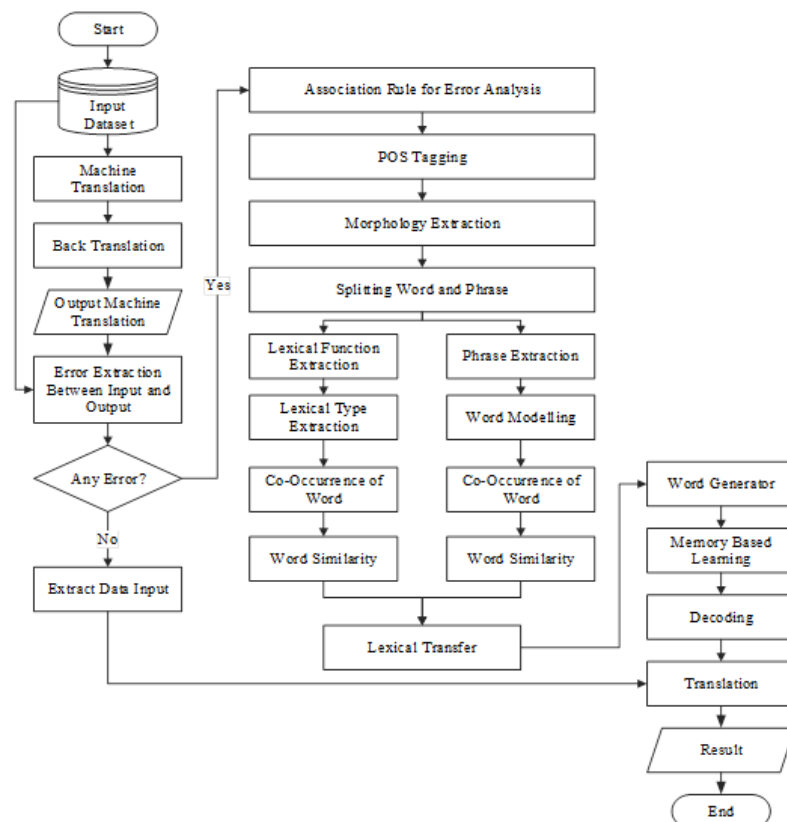 Start
Input
Dataset
Machine
Translation
Back Translation
Output Machine
Translation
Error Extraction
Between Input and
Output
Any Error?
No
Extract Data Input
Yes
Association Rule for Error Analysis
POS Tagging
Morphology Extraction
Splitting Word and Phrase
Lexical Function
Extraction
Lexical Type
Extraction
Co-Occurrence of
Word
Word Similarity
Phrase Extraction
Word Modelling
Co-Occurrence of
Word
Word Similarity
Lexical Transfer
Word Generator
Memory Based
Learning
Decoding
Translation
Result
End